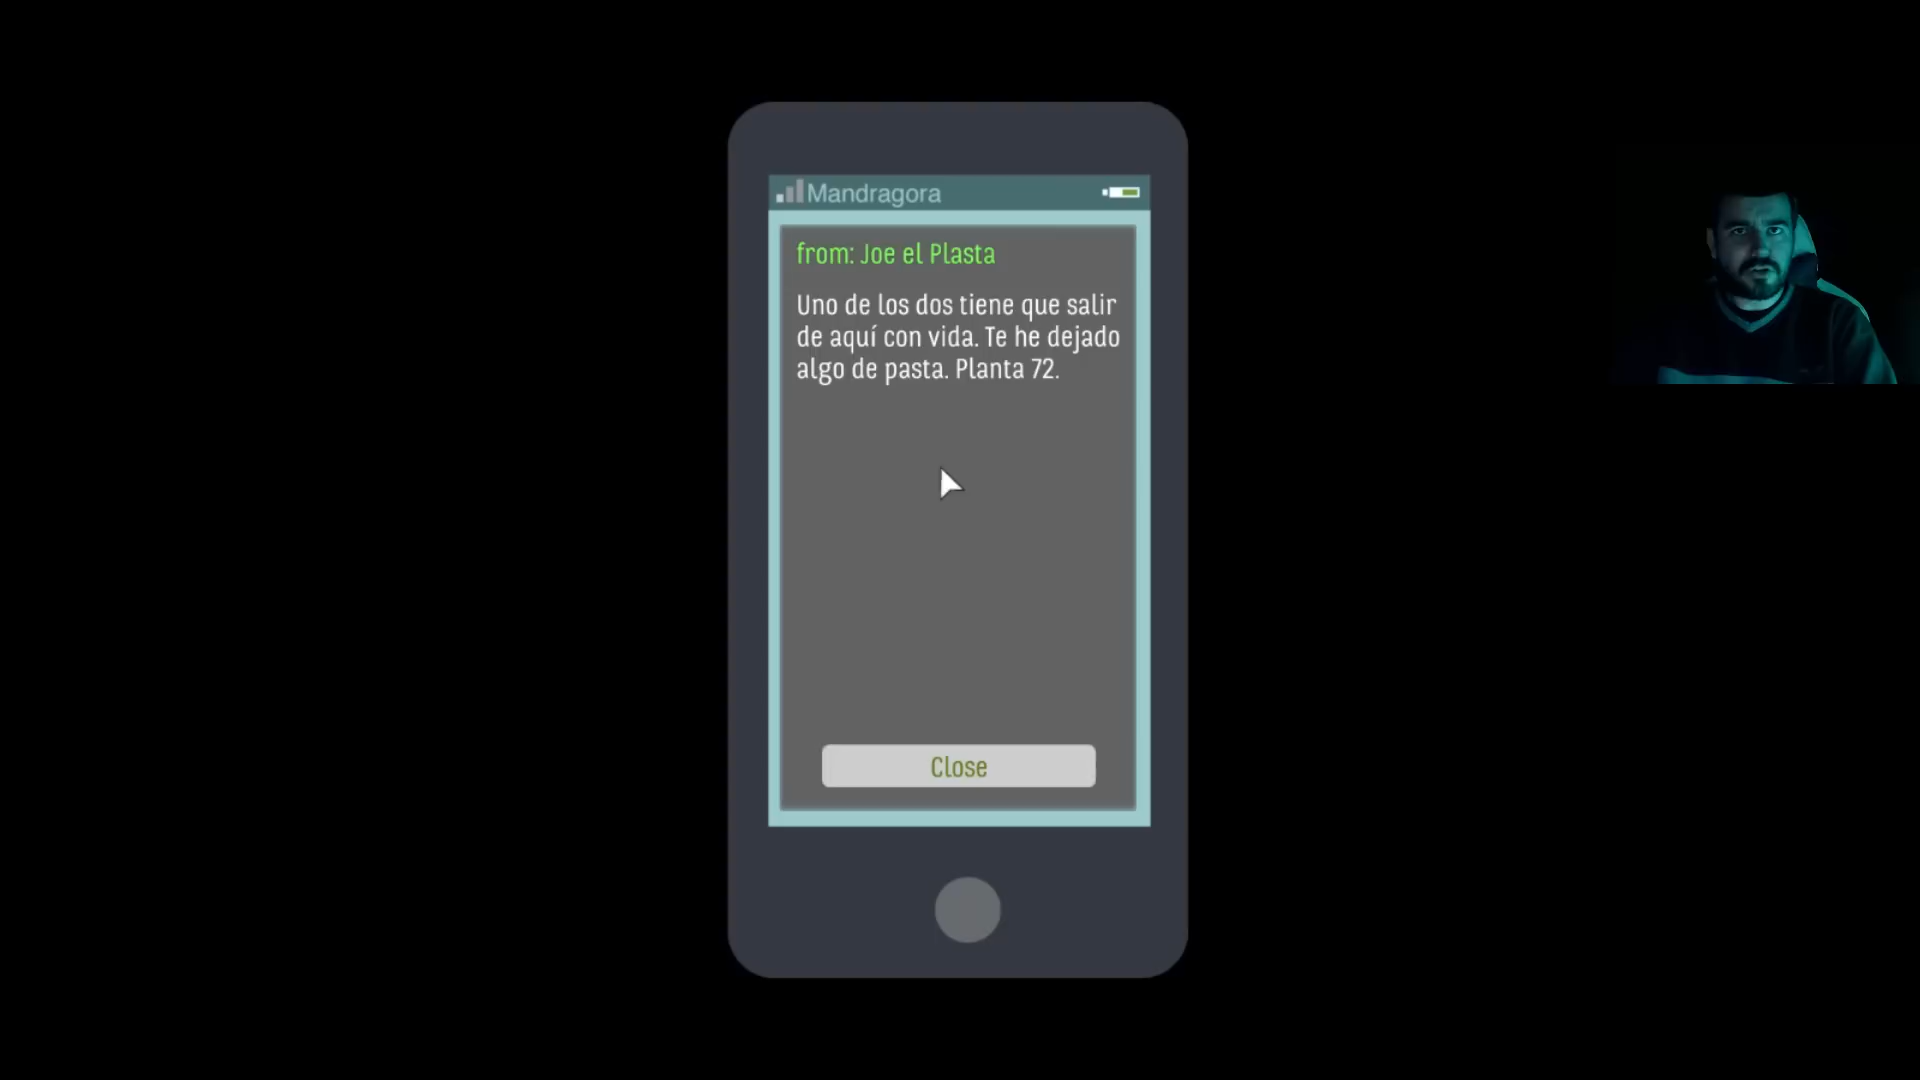 Mandragora
from: Joe el Plasta
Uno de los dos tiene que salir
de aquí con vida. Te he dejado
algo de pasta. Planta 72.
Close